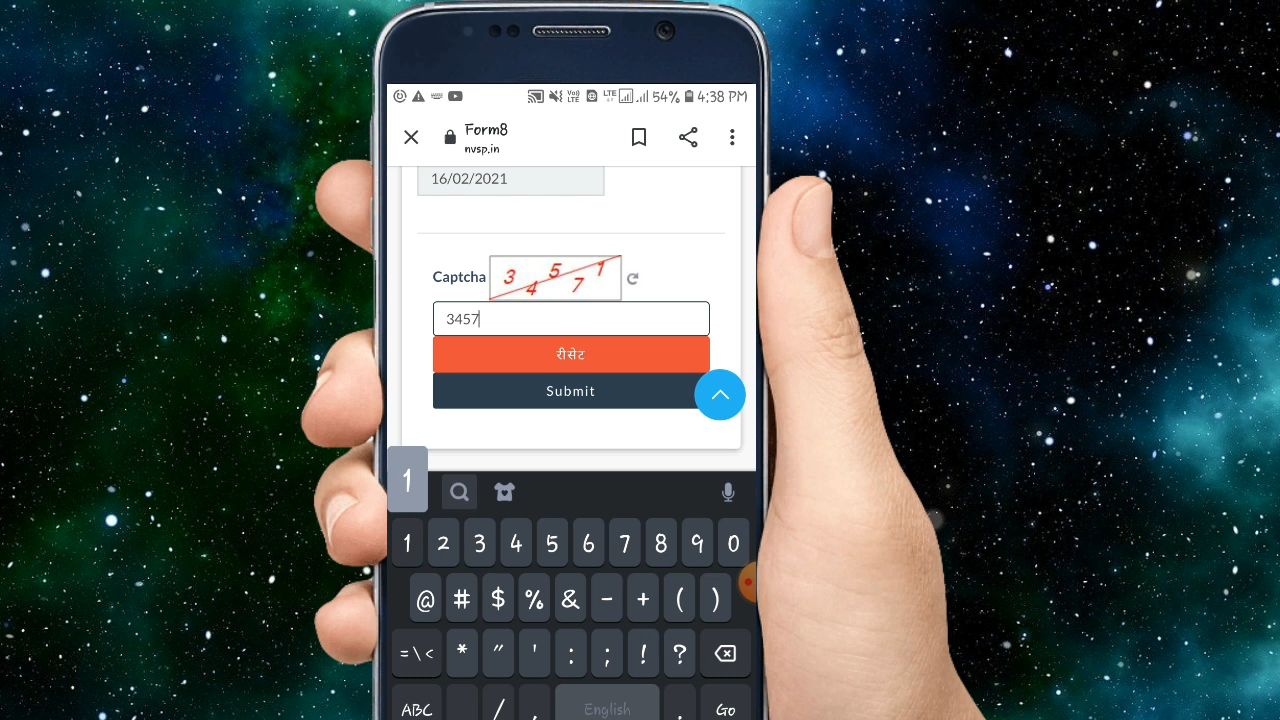 54% 4:38 PM
Form8
nvsp.in
16/02/2021
Captcha 3 4 5 7 1
3457
रीसेट
Submit
1
1 2 3 4 5 6 7 8 9 0
@ # $ % & - + ( )
=\< * " ' : ; ! ?
ABC / , English . Go